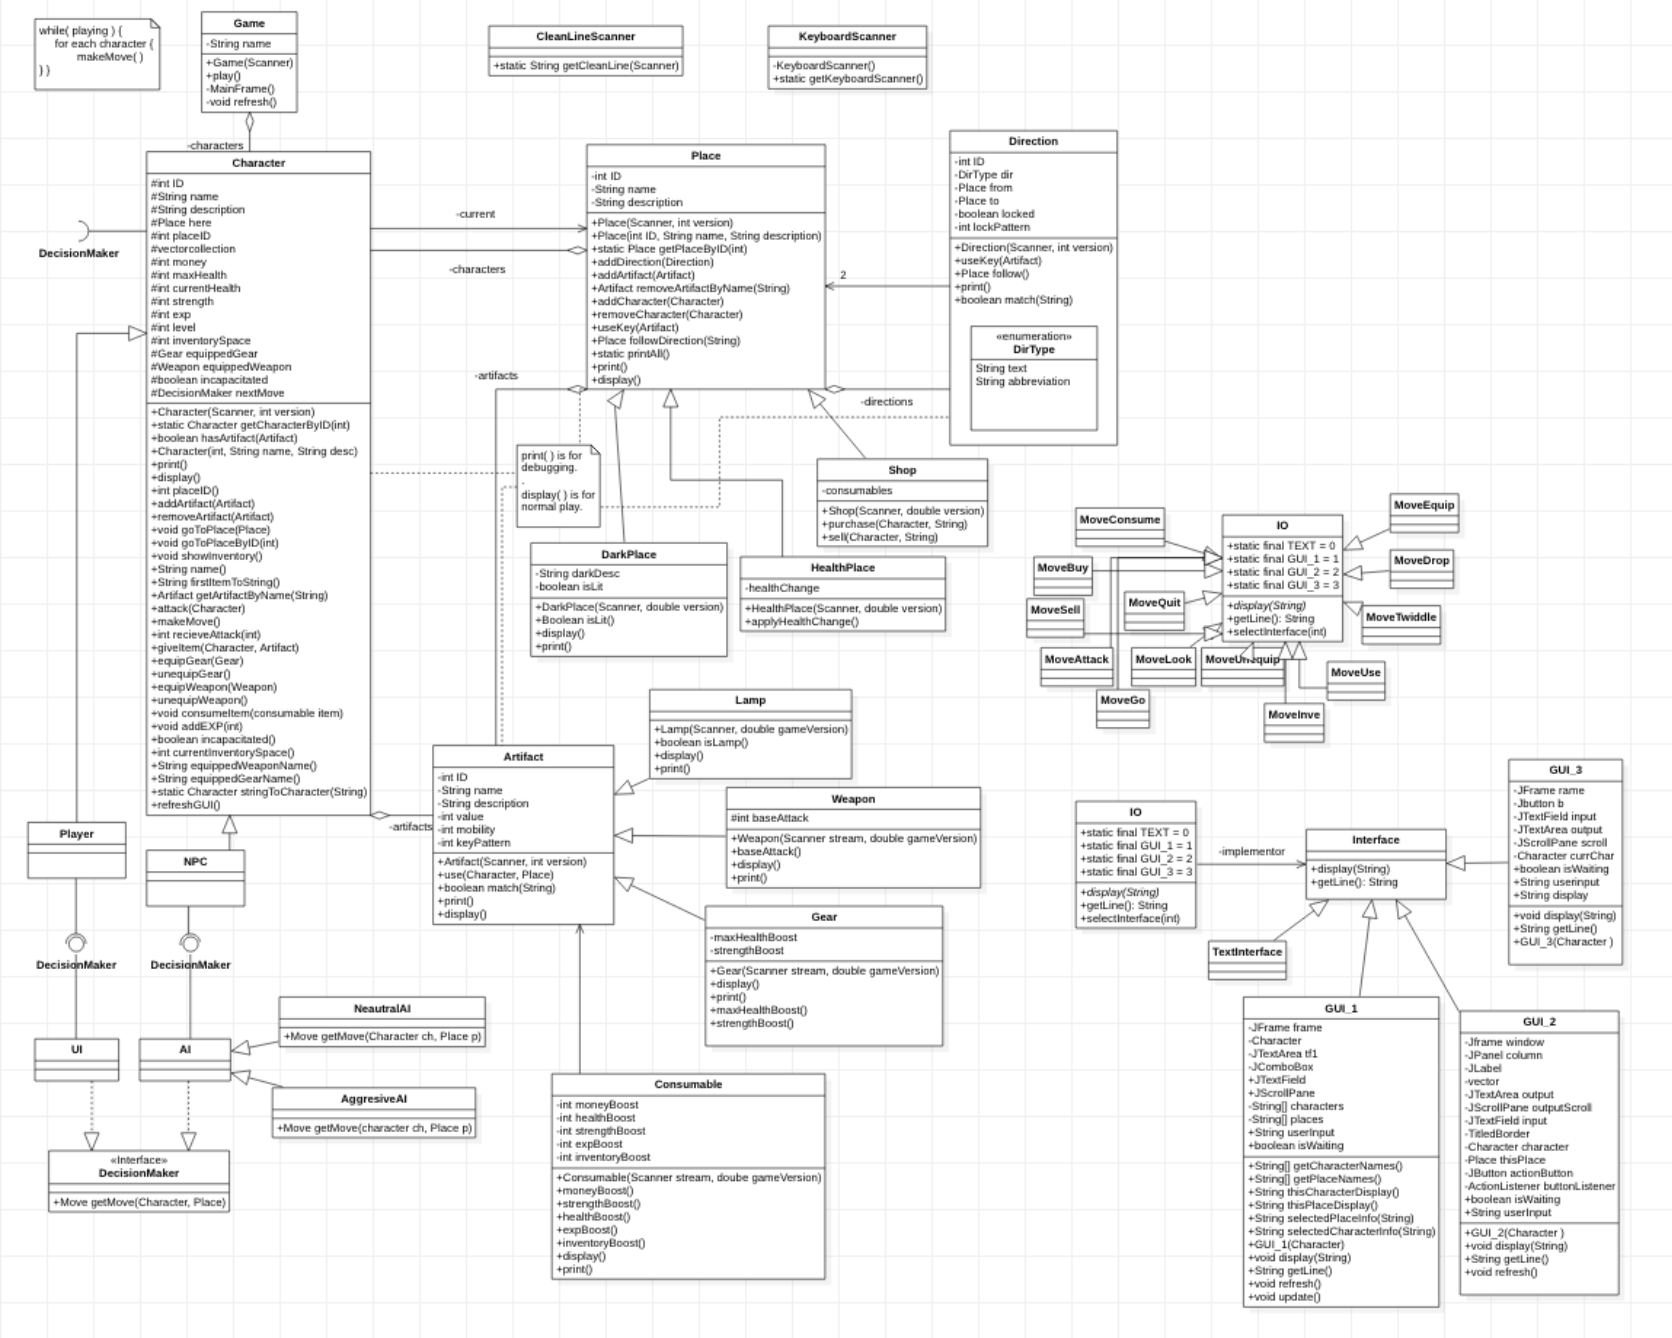 while( playing ) {
for each character {
makeMove( )
} }
Game
-String name
+Game(Scanner)
+play()
-MainFrame()
-void refresh()
CleanLineScanner
+static String getCleanLine(Scanner)
KeyboardScanner
-KeyboardScanner()
+static getKeyboardScanner()
-characters
Character
#int ID
#String name
#String description
#Place here
#int placeID
#vectorcollection
#int money
#int maxHealth
#int currentHealth
#int strength
#int exp
#int level
#int inventorySpace
#Gear equippedGear
#Weapon equippedWeapon
#boolean incapacitated
#DecisionMaker nextMove
+Character(Scanner, int version)
+static Character getCharacterByID(int)
+boolean hasArtifact(Artifact)
+Character(int, String name, String desc)
+print()
+display()
+int placeID()
+addArtifact(Artifact)
+removeArtifact(Artifact)
+void goToPlace(Place)
+void goToPlaceByID(int)
+void showInventory()
+String name()
+String firstItemToString()
+Artifact getArtifactByName(String)
+attack(Character)
+makeMove()
+int recieveAttack(int)
+giveItem(Character, Artifact)
+equipGear(Gear)
+unequipGear()
+equipWeapon(Weapon)
+unequipWeapon()
+void consumeItem(consumable item)
+void addEXP(int)
+boolean incapacitated()
+int currentInventorySpace()
+String equippedWeaponName()
+String equippedGearName()
+static Character stringToCharacter(String)
+refreshGUI()
DecisionMaker
-current
-characters
-artifacts
Place
-int ID
-String name
-String description
+Place(Scanner, int version)
+Place(int ID, String name, String description)
+static Place getPlaceByID(int)
+addDirection(Direction)
+addArtifact(Artifact)
+Artifact removeArtifactByName(String)
+addCharacter(Character)
+removeCharacter(Character)
+useKey(Artifact)
+Place followDirection(String)
+static printAll()
+print()
+display()
2
-directions
Direction
-int ID
-DirType dir
-Place from
-Place to
-boolean locked
-int lockPattern
+Direction(Scanner, int version)
+useKey(Artifact)
+Place follow()
+print()
+boolean match(String)
«enumeration»
DirType
String text
String abbreviation
print( ) is for
debugging.
.
display( ) is for
normal play.
Shop
-consumables
+Shop(Scanner, double version)
+purchase(Character, String)
+sell(Character, String)
DarkPlace
-String darkDesc
-boolean isLit
+DarkPlace(Scanner, double version)
+Boolean isLit()
+display()
+print()
HealthPlace
-healthChange
+HealthPlace(Scanner, double version)
+applyHealthChange()
MoveConsume
MoveBuy
MoveSell
MoveQuit
MoveAttack
MoveLook
MoveUnequip
MoveGo
MoveInve
MoveUse
MoveTwiddle
MoveDrop
MoveEquip
IO
+static final TEXT = 0
+static final GUI_1 = 1
+static final GUI_2 = 2
+static final GUI_3 = 3
+display(String)
+getLine(): String
+selectInterface(int)
Lamp
+Lamp(Scanner, double gameVersion)
+boolean isLamp()
+display()
+print()
Artifact
-int ID
-String name
-String description
-int value
-int mobility
-int keyPattern
+Artifact(Scanner, int version)
+use(Character, Place)
+boolean match(String)
+print()
+display()
-artifacts
Weapon
#int baseAttack
+Weapon(Scanner stream, double gameVersion)
+baseAttack()
+display()
+print()
Gear
-maxHealthBoost
-strengthBoost
+Gear(Scanner stream, double gameVersion)
+display()
+print()
+maxHealthBoost()
+strengthBoost()
Consumable
-int moneyBoost
-int healthBoost
-int strengthBoost
-int expBoost
-int inventoryBoost
+Consumable(Scanner stream, doube gameVersion)
+moneyBoost()
+strengthBoost()
+healthBoost()
+expBoost()
+inventoryBoost()
+display()
+print()
Player
NPC
DecisionMaker
DecisionMaker
UI
AI
NeautralAI
+Move getMove(Character ch, Place p)
AggresiveAI
+Move getMove(character ch, Place p)
«Interface»
DecisionMaker
+Move getMove(Character, Place)
IO
+static final TEXT = 0
+static final GUI_1 = 1
+static final GUI_2 = 2
+static final GUI_3 = 3
+display(String)
+getLine(): String
+selectInterface(int)
-implementor
Interface
+display(String)
+getLine(): String
TextInterface
GUI_3
-JFrame rame
-Jbutton b
-JTextField input
-JTextArea output
-JScrollPane scroll
-Character currChar
+boolean isWaiting
+String userinput
+String display
+void display(String)
+String getLine()
+GUI_3(Character )
GUI_1
-JFrame frame
-Character
-JTextArea tf1
-JComboBox
+JTextField
+JScrollPane
-String[] characters
-String[] places
+String userInput
+boolean isWaiting
+String[] getCharacterNames()
+String[] getPlaceNames()
+String thisCharacterDisplay()
+String thisPlaceDisplay()
+String selectedPlaceInfo(String)
+String selectedCharacterInfo(String)
+GUI_1(Character)
+void display(String)
+String getLine()
+void refresh()
+void update()
GUI_2
-Jframe window
-JPanel column
-JLabel
-vector
-JTextArea output
-JScrollPane outputScroll
-JTextField input
-TitledBorder
-Character character
-Place thisPlace
-JButton actionButton
-ActionListener buttonListener
+boolean isWaiting
+String userInput
+GUI_2(Character )
+void display(String)
+String getLine()
+void refresh()